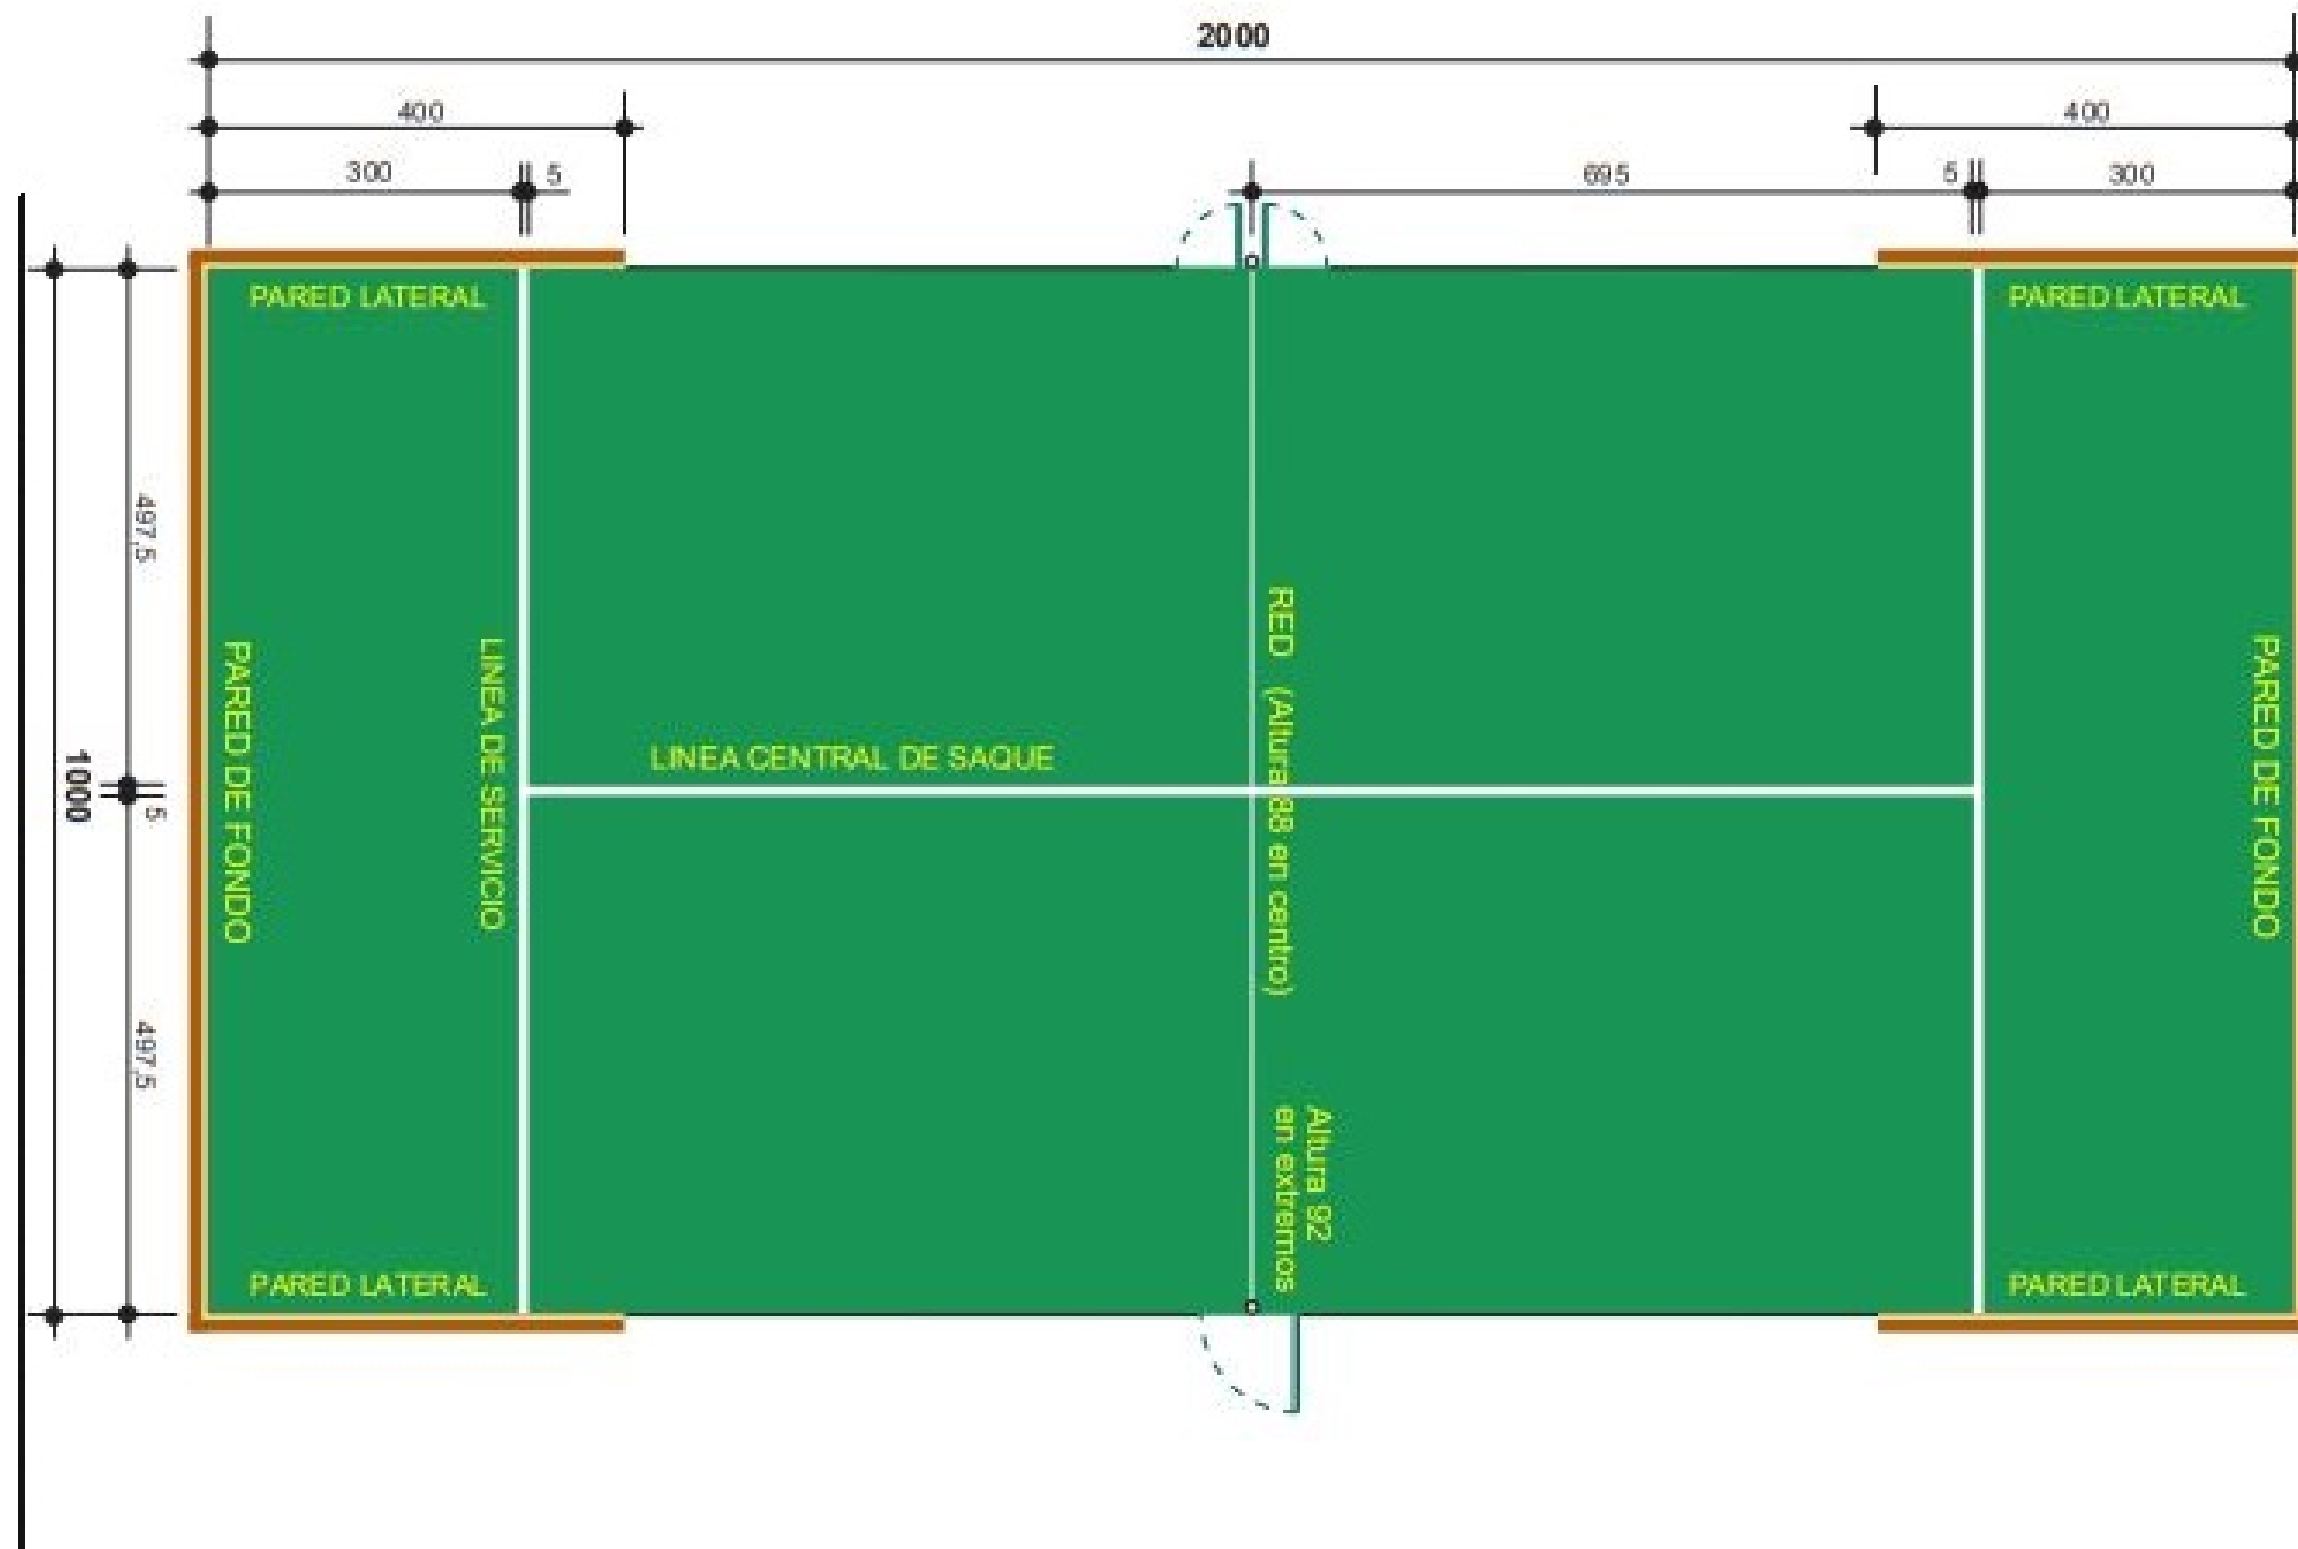 2000
400
400
300
5
695
5
300
PARED LATERAL
PARED LATERAL
497,5
RED (Altura 88 en centro)
PARED DE FONDO
LINEA DE SERVICIO
PARED DE FONDO
LINEA CENTRAL DE SAQUE
1000
5
497,5
Altura 92
en extremos
PARED LATERAL
PARED LATERAL